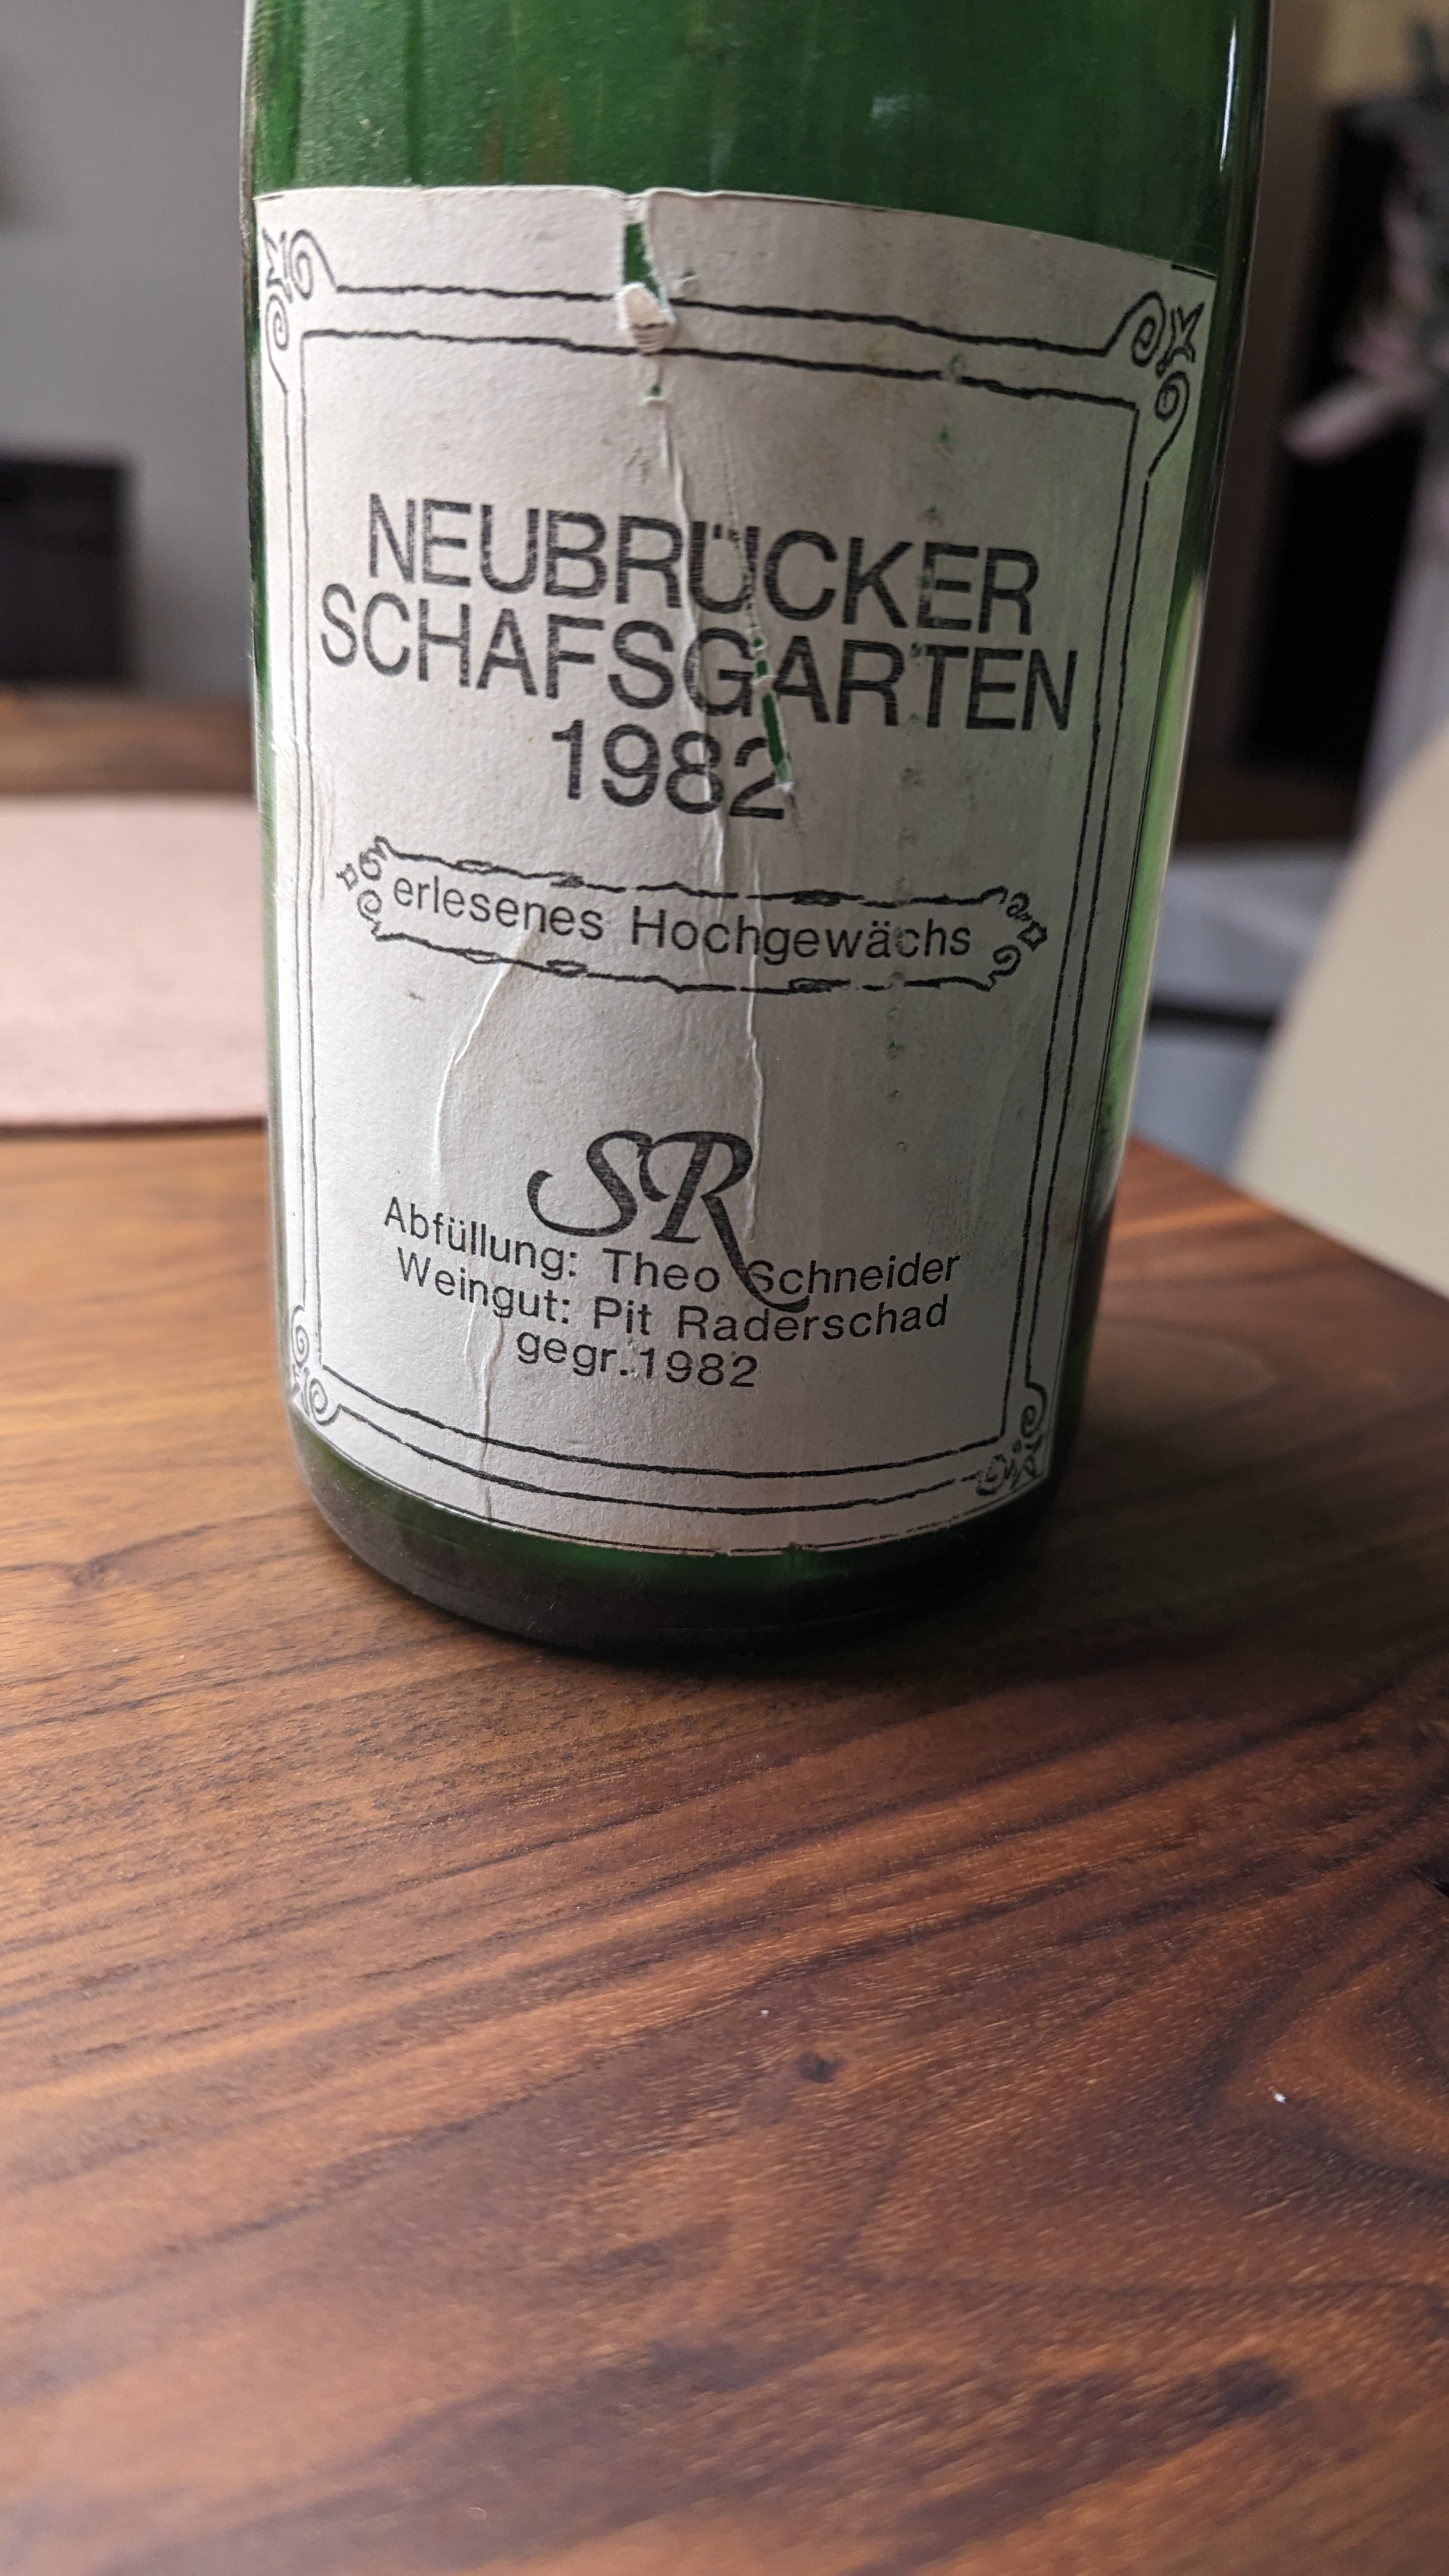 NEUBRÜCKER
SCHAFSGARTEN
1982
erlesenes Hochgewächs
SR
Abfüllung: Theo Schneider
Weingut: Pit Raderschad
gegr.1982